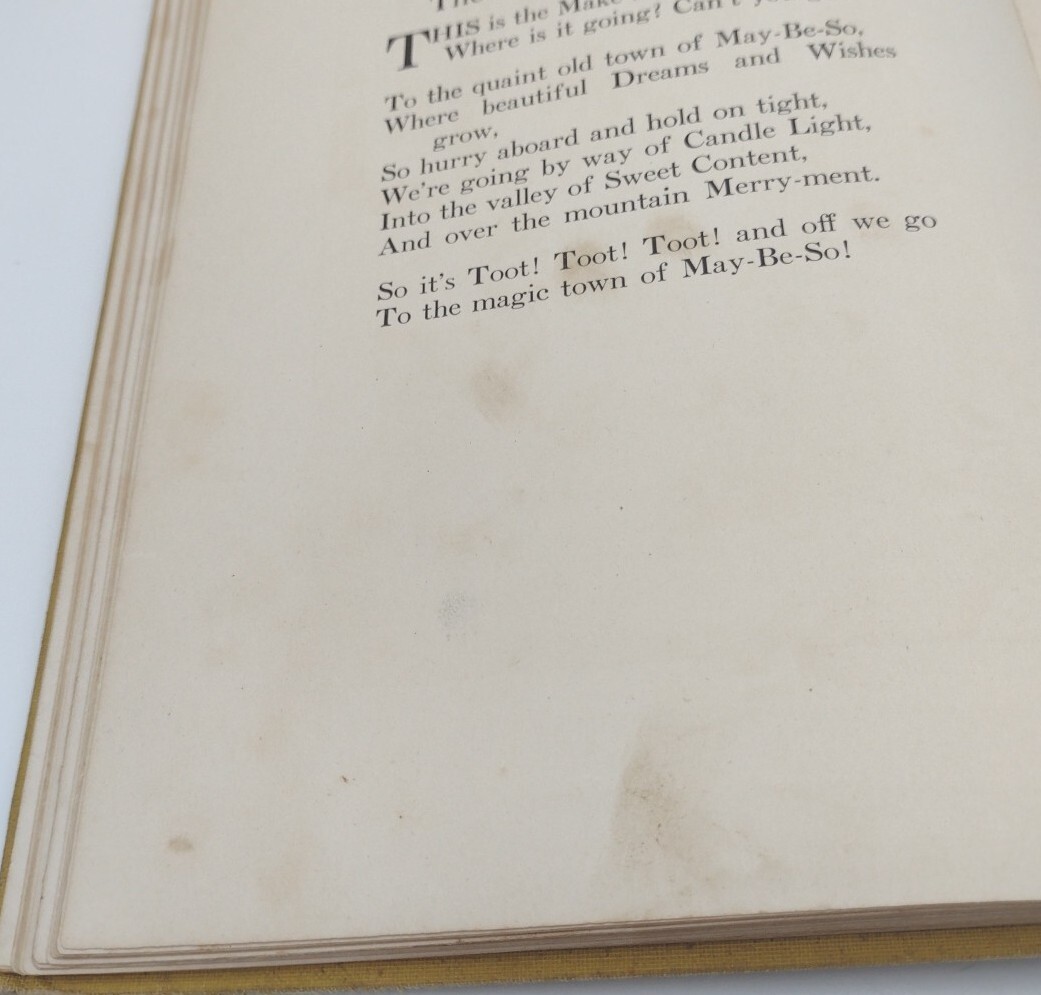 THIS is the Make
Where is it going? Can't
To the quaint old town of May-Be-So,
Where beautiful Dreams and Wishes
grow,
So hurry aboard and hold on tight,
We're going by way of Candle Light,
Into the valley of Sweet Content,
And over the mountain Merry-ment.
So it's Toot! Toot! Toot! and off we go
To the magic town of May-Be-So!